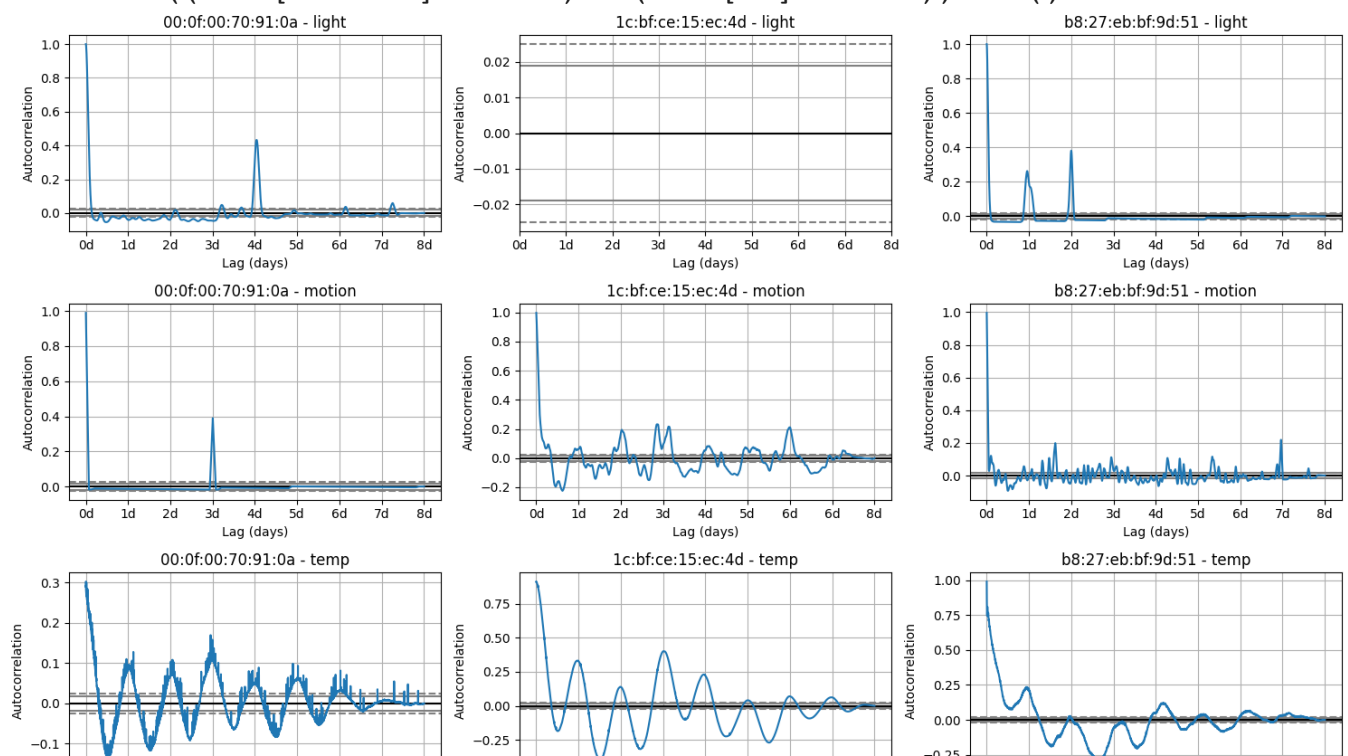 00:0f:00:70:91:0a - light
1c:bf:ce:15:ec:4d - light
b8:27:eb:bf:9d:51 - light
Autocorrelation
1.0
0.8
0.6
0.4
0.2
0.0
0d 1d 2d 3d 4d 5d 6d 7d 8d
Lag (days)
Autocorrelation
0.02
0.01
0.00
−0.01
−0.02
0d 1d 2d 3d 4d 5d 6d 6d 8d
Lag (days)
Autocorrelation
1.0
0.8
0.6
0.4
0.2
0.0
0d 1d 2d 3d 4d 5d 6d 7d 8d
Lag (days)
00:0f:00:70:91:0a - motion
1c:bf:ce:15:ec:4d - motion
b8:27:eb:bf:9d:51 - motion
Autocorrelation
1.0
0.8
0.6
0.4
0.2
0.0
0d 1d 2d 3d 4d 5d 6d 7d 8d
Lag (days)
Autocorrelation
1.0
0.8
0.6
0.4
0.2
0.0
−0.2
0d 1d 2d 3d 4d 5d 6d 7d 8d
Lag (days)
Autocorrelation
1.0
0.8
0.6
0.4
0.2
0.0
0d 1d 2d 3d 4d 5d 6d 7d 8d
Lag (days)
00:0f:00:70:91:0a - temp
1c:bf:ce:15:ec:4d - temp
b8:27:eb:bf:9d:51 - temp
Autocorrelation
0.3
0.2
0.1
0.0
−0.1
Autocorrelation
0.75
0.50
0.25
0.00
−0.25
Autocorrelation
1.00
0.75
0.50
0.25
0.00
−0.25